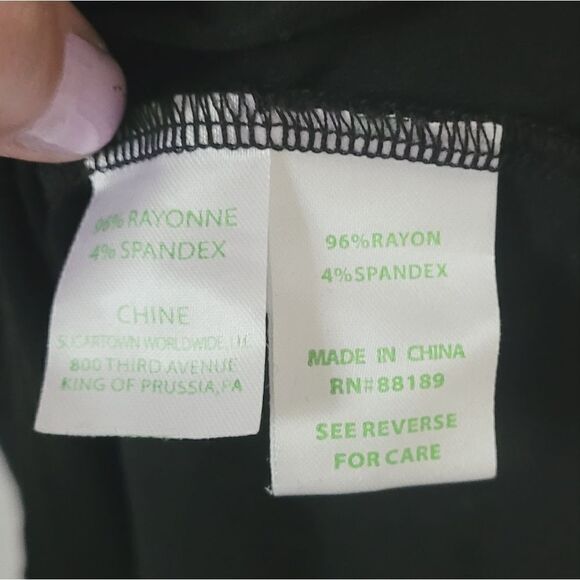 96% RAYONNE
4% SPANDEX
CHINE
SUGARTOWN WORLDWIDE, LLC
800 THIRD AVENUE
KING OF PRUSSIA, PA
96% RAYON
4% SPANDEX
MADE IN CHINA
RN# 88189
SEE REVERSE
FOR CARE